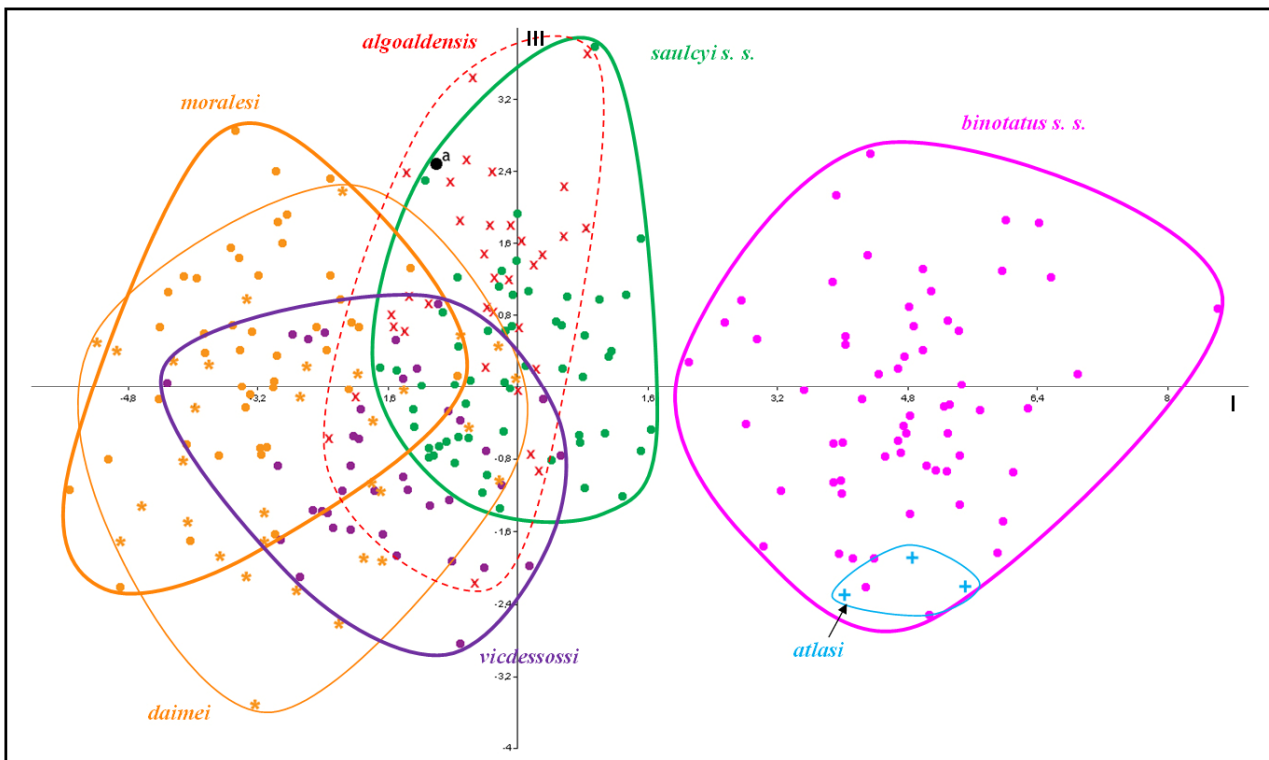 algoaldensis
III
saulcyi s. s.
moralesi
binotatus s. s.
3,2
a
2,4
1,6
0,8
-4,8
-3,2
-1,6
1,6
3,2
4,8
6,4
8
I
-0,8
-1,6
-2,4
atlasi
vicdessossi
-3,2
daimei
-4